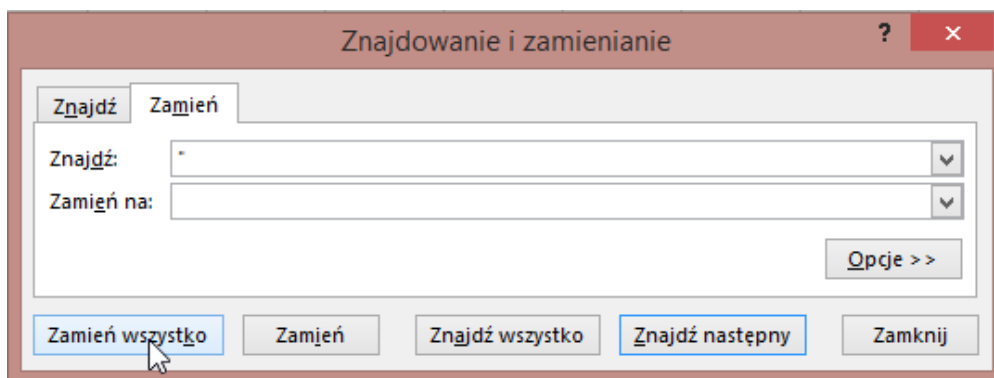 Znajdowanie i zamienianie ? ×
Znajdź Zamień
Znajdź: "
Zamień na:
Opcje >>
Zamień wszystko Zamień Znajdź wszystko Znajdź następny Zamknij